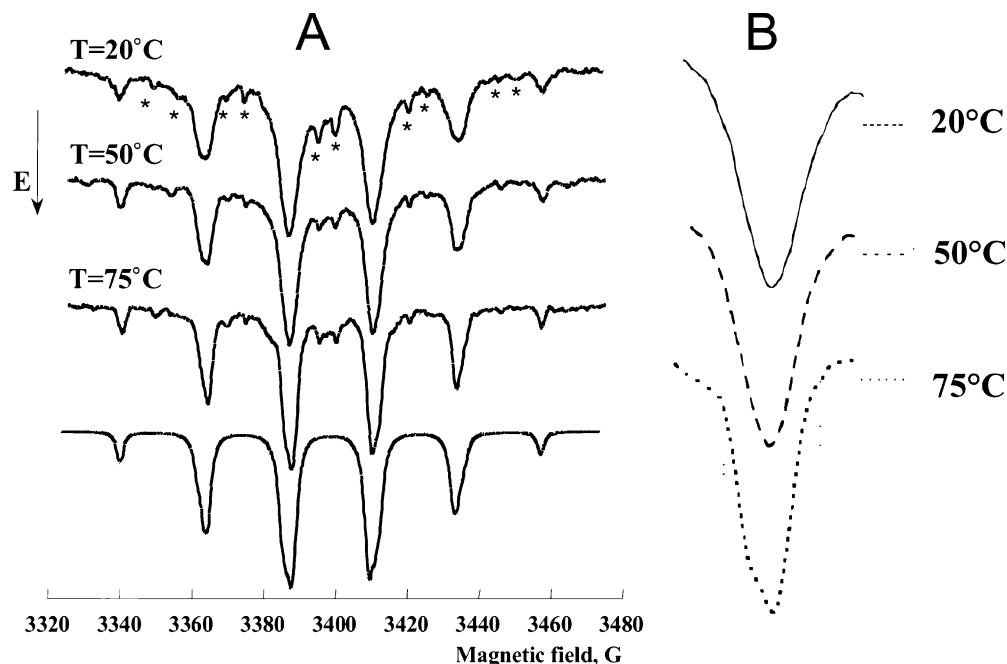 A
B
T=20°C
* * * * * * * * * *
20°C
T=50°C
E
50°C
T=75°C
75°C
3320 3340 3360 3380 3400 3420 3440 3460 3480
Magnetic field, G